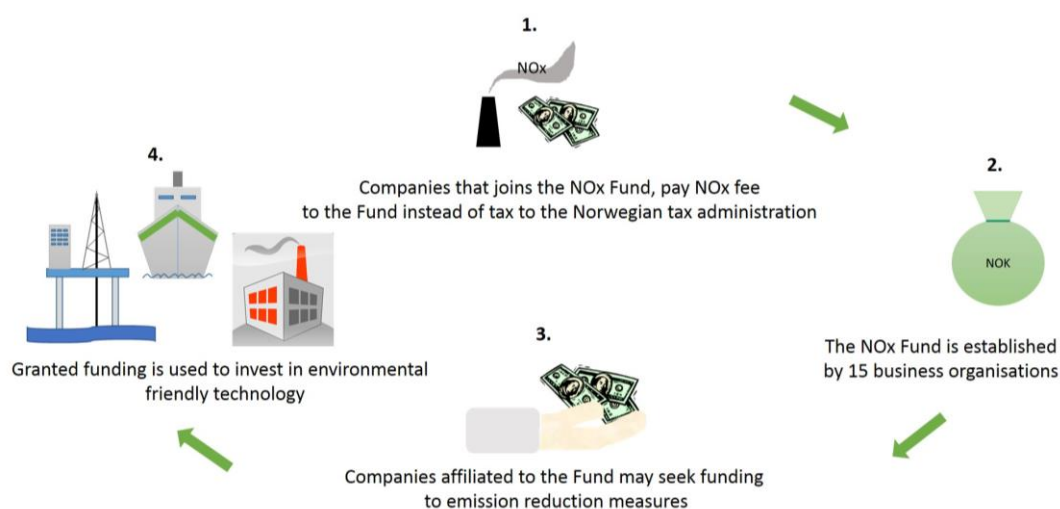 1.
NOx
Companies that joins the NOx Fund, pay NOx fee
to the Fund instead of tax to the Norwegian tax administration
2.
NOK
The NOx Fund is established
by 15 business organisations
3.
Companies affiliated to the Fund may seek funding
to emission reduction measures
4.
Granted funding is used to invest in environmental
friendly technology